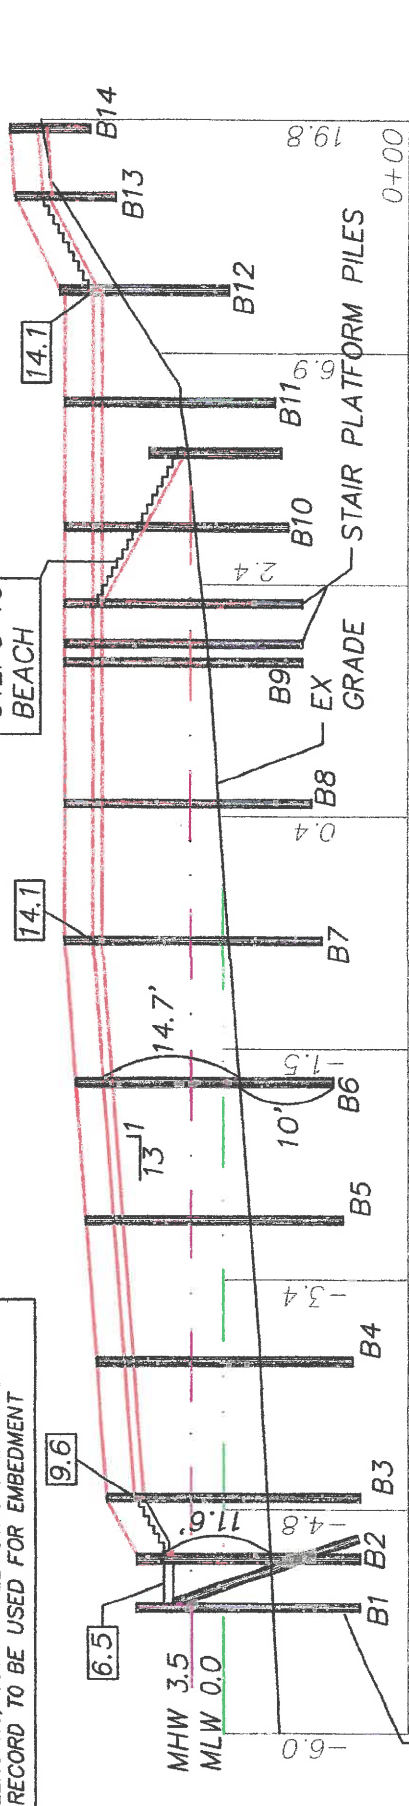 RECORD TO BE USED FOR EMBEDMENT
BEACH
6.5
9.6
14.1
14.1
MHW 3.5
MLW 0.0
11.6'
13
1
14.7'
10'
EX
GRADE
STAIR PLATFORM PILES
B1
B2
B3
B4
B5
B6
B7
B8
B9
B10
B11
B12
B13
B14
-6.0
-4.8
-3.4
-1.5
0.4
2.4
6.9
19.8
0+00